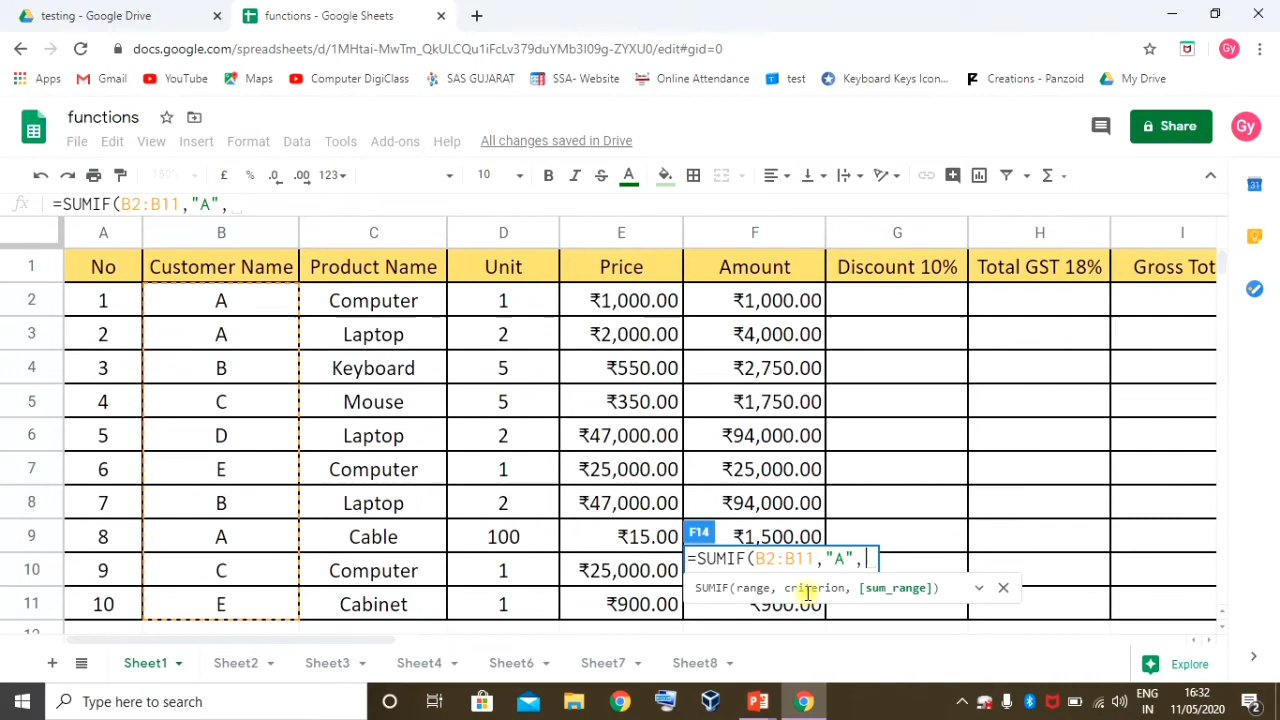 testing - Google Drive
functions - Google Sheets
docs.google.com/spreadsheets/d/1MHtai-MwTm_QkULCQu1iFcLv379duYMb3I09g-ZYXU0/edit#gid=0
Gy
Apps Gmail YouTube Maps Computer DigiClass SAS GUJARAT SSA- Website Online Attendance test Keyboard Keys Icon... Creations - Panzoid My Drive
functions
Share
Gy
File Edit View Insert Format Data Tools Add-ons Help All changes saved in Drive
150% £ % .0 .00 123 10 B I S A Σ
fx =SUMIF(B2:B11,"A",
A B C D E F G H I
1 No Customer Name Product Name Unit Price Amount Discount 10% Total GST 18% Gross Tot
2 1 A Computer 1 ₹1,000.00 ₹1,000.00
3 2 A Laptop 2 ₹2,000.00 ₹4,000.00
4 3 B Keyboard 5 ₹550.00 ₹2,750.00
5 4 C Mouse 5 ₹350.00 ₹1,750.00
6 5 D Laptop 2 ₹47,000.00 ₹94,000.00
7 6 E Computer 1 ₹25,000.00 ₹25,000.00
8 7 B Laptop 2 ₹47,000.00 ₹94,000.00
F14
9 8 A Cable 100 ₹15.00 ₹1,500.00
=SUMIF(B2:B11,"A",
10 9 C Computer 1 ₹25,000.00
SUMIF(range, criterion, [sum_range])
11 10 E Cabinet 1 ₹900.00 ₹900.00
Sheet1 Sheet2 Sheet3 Sheet4 Sheet6 Sheet7 Sheet8 Explore
Type here to search
ENG
IN
16:32
11/05/2020
2